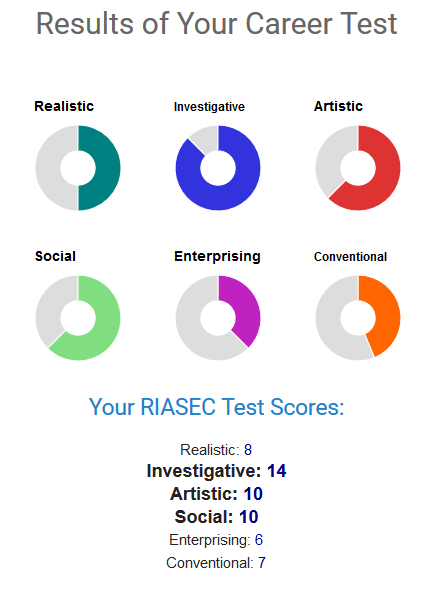 Results of Your Career Test
Realistic
Investigative
Artistic
Social
Enterprising
Conventional
Your RIASEC Test Scores:
Realistic: 8
Investigative: 14
Artistic: 10
Social: 10
Enterprising: 6
Conventional: 7